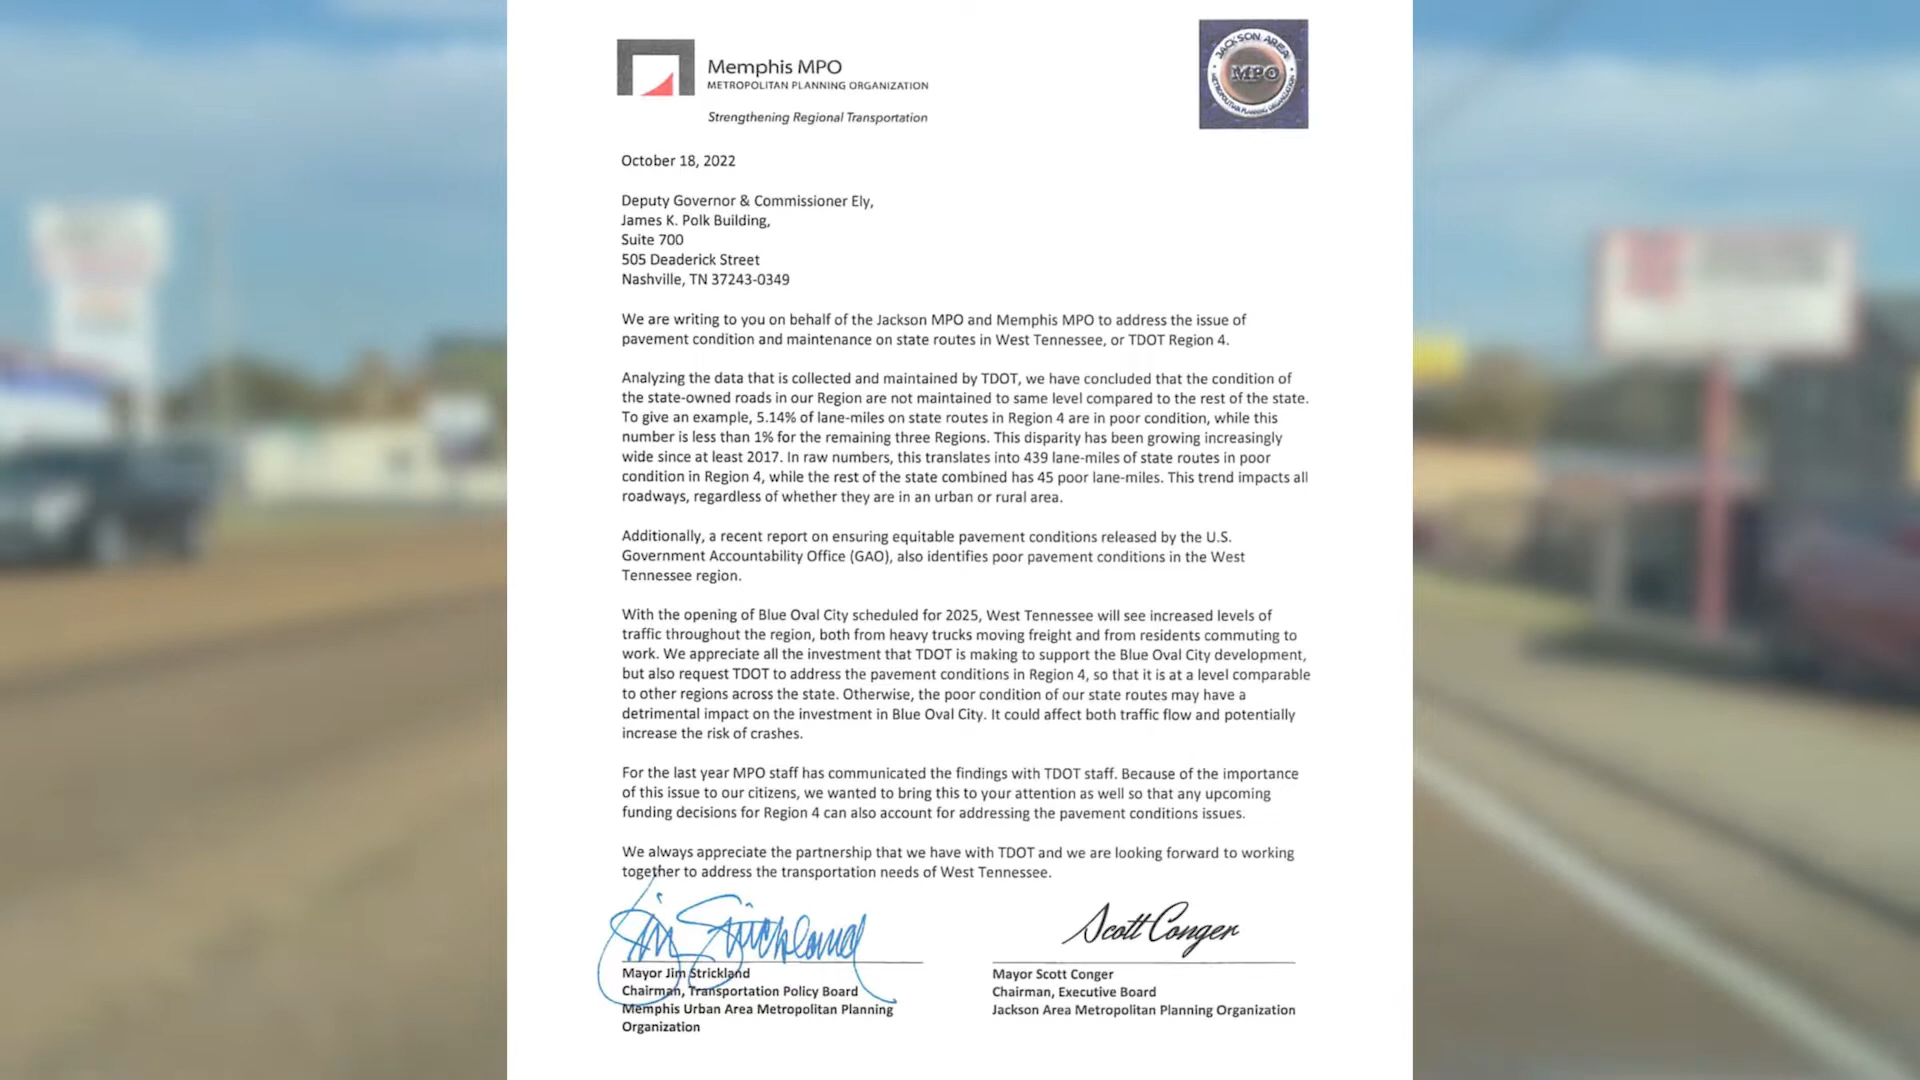 Memphis MPO
METROPOLITAN PLANNING ORGANIZATION
Strengthening Regional Transportation
JACKSON AREA
MPO
METROPOLITAN PLANNING ORGANIZATION
October 18, 2022
Deputy Governor & Commissioner Ely,
James K. Polk Building,
Suite 700
505 Deaderick Street
Nashville, TN 37243-0349
We are writing to you on behalf of the Jackson MPO and Memphis MPO to address the issue of
pavement condition and maintenance on state routes in West Tennessee, or TDOT Region 4.
Analyzing the data that is collected and maintained by TDOT, we have concluded that the condition of
the state-owned roads in our Region are not maintained to same level compared to the rest of the state.
To give an example, 5.14% of lane-miles on state routes in Region 4 are in poor condition, while this
number is less than 1% for the remaining three Regions. This disparity has been growing increasingly
wide since at least 2017. In raw numbers, this translates into 439 lane-miles of state routes in poor
condition in Region 4, while the rest of the state combined has 45 poor lane-miles. This trend impacts all
roadways, regardless of whether they are in an urban or rural area.
Additionally, a recent report on ensuring equitable pavement conditions released by the U.S.
Government Accountability Office (GAO), also identifies poor pavement conditions in the West
Tennessee region.
With the opening of Blue Oval City scheduled for 2025, West Tennessee will see increased levels of
traffic throughout the region, both from heavy trucks moving freight and from residents commuting to
work. We appreciate all the investment that TDOT is making to support the Blue Oval City development,
but also request TDOT to address the pavement conditions in Region 4, so that it is at a level comparable
to other regions across the state. Otherwise, the poor condition of our state routes may have a
detrimental impact on the investment in Blue Oval City. It could affect both traffic flow and potentially
increase the risk of crashes.
For the last year MPO staff has communicated the findings with TDOT staff. Because of the importance
of this issue to our citizens, we wanted to bring this to your attention as well so that any upcoming
funding decisions for Region 4 can also account for addressing the pavement conditions issues.
We always appreciate the partnership that we have with TDOT and we are looking forward to working
together to address the transportation needs of West Tennessee.
Jim Strickland
Scott Conger
Mayor Jim Strickland
Chairman, Transportation Policy Board
Memphis Urban Area Metropolitan Planning
Organization
Mayor Scott Conger
Chairman, Executive Board
Jackson Area Metropolitan Planning Organization